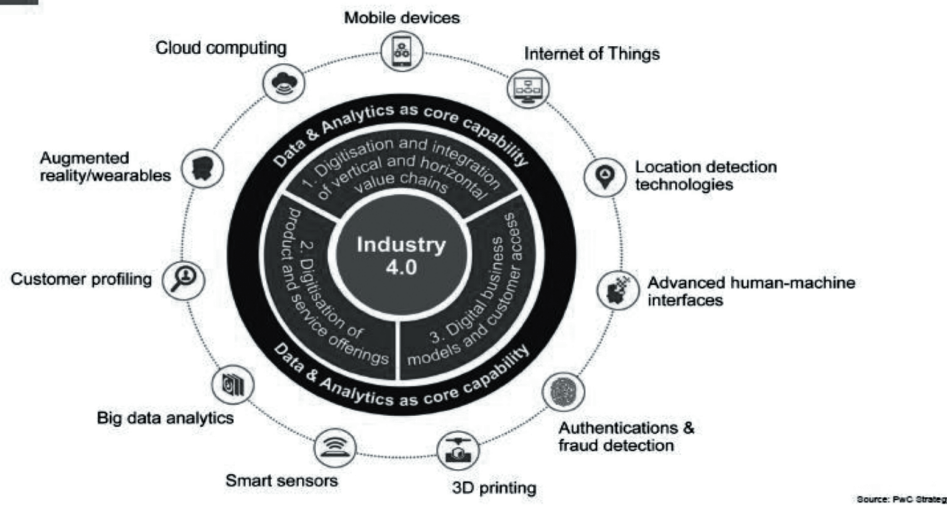 Mobile devices
Cloud computing
Internet of Things
Augmented
reality/wearables
Location detection
technologies
Customer profiling
Advanced human-machine
interfaces
Big data analytics
Authentications &
fraud detection
Smart sensors
3D printing
Data & Analytics as core capability
1. Digitisation and integration
of vertical and horizontal
value chains
Industry
4.0
2. Digitisation of
product and service offerings
3. Digital business
models and customer access
Data & Analytics as core capability
Source: PwC Strateg